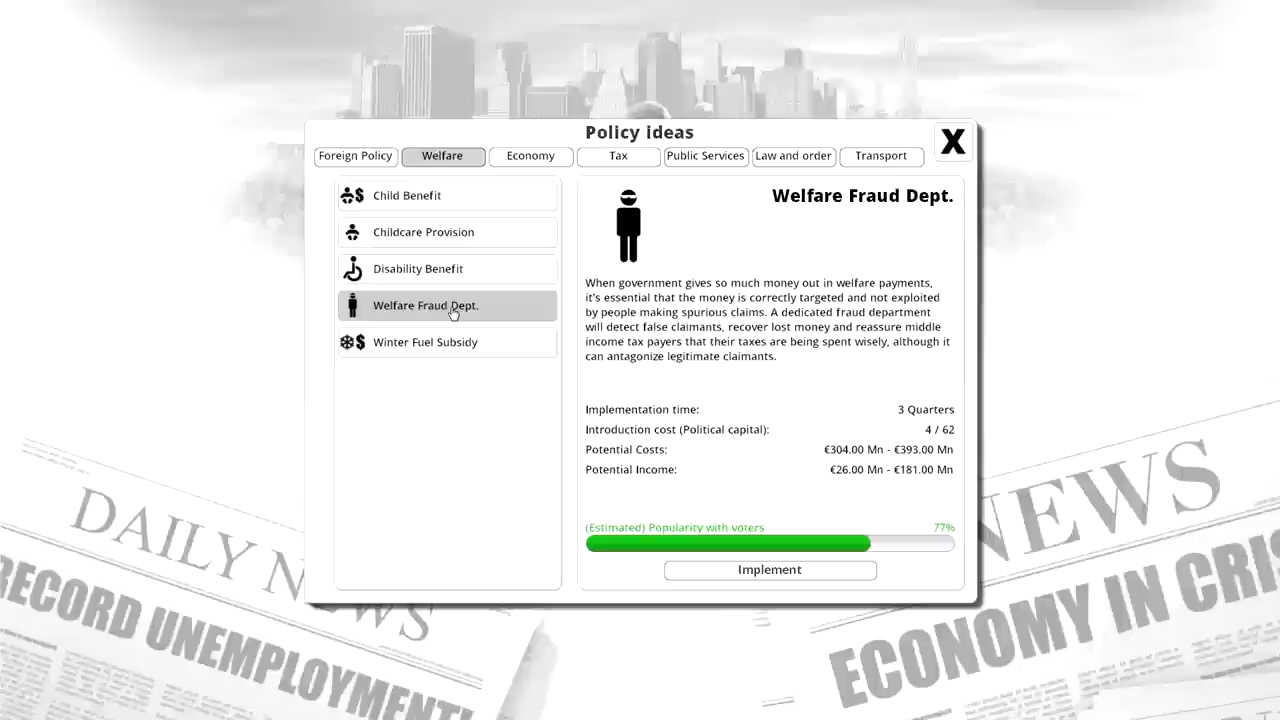 Policy ideas
X
Foreign Policy
Welfare
Economy
Tax
Public Services
Law and order
Transport
Child Benefit
Childcare Provision
Disability Benefit
Welfare Fraud Dept.
Winter Fuel Subsidy
Welfare Fraud Dept.
When government gives so much money out in welfare payments,
it's essential that the money is correctly targeted and not exploited
by people making spurious claims. A dedicated fraud department
will detect false claimants, recover lost money and reassure middle
income tax payers that their taxes are being spent wisely, although it
can antagonize legitimate claimants.
Implementation time: 3 Quarters
Introduction cost (Political capital): 4 / 62
Potential Costs: €304.00 Mn - €393.00 Mn
Potential Income: €26.00 Mn - €181.00 Mn
(Estimated) Popularity with voters 77%
Implement
DAILY NEWS
RECORD UNEMPLOYMENT!
NEWS
ECONOMY IN CRIS